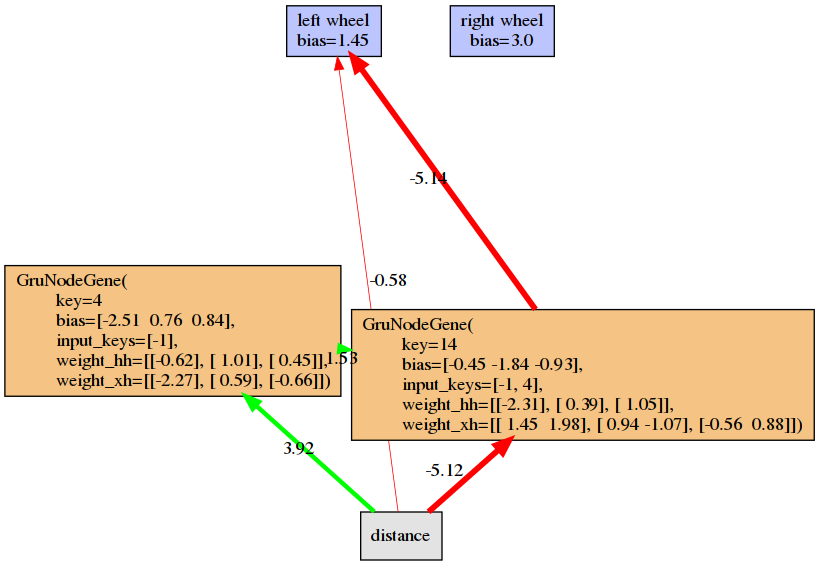 left wheel
bias=1.45
right wheel
bias=3.0
-5.14
-0.58
GruNodeGene(
key=4
bias=[-2.51 0.76 0.84],
input_keys=[-1],
weight_hh=[[-0.62], [ 1.01], [ 0.45]],
weight_xh=[[-2.27], [ 0.59], [-0.66]])
1.53
GruNodeGene(
key=14
bias=[-0.45 -1.84 -0.93],
input_keys=[-1, 4],
weight_hh=[[-2.31], [ 0.39], [ 1.05]],
weight_xh=[[ 1.45 1.98], [ 0.94 -1.07], [-0.56 0.88]])
3.92
-5.12
distance